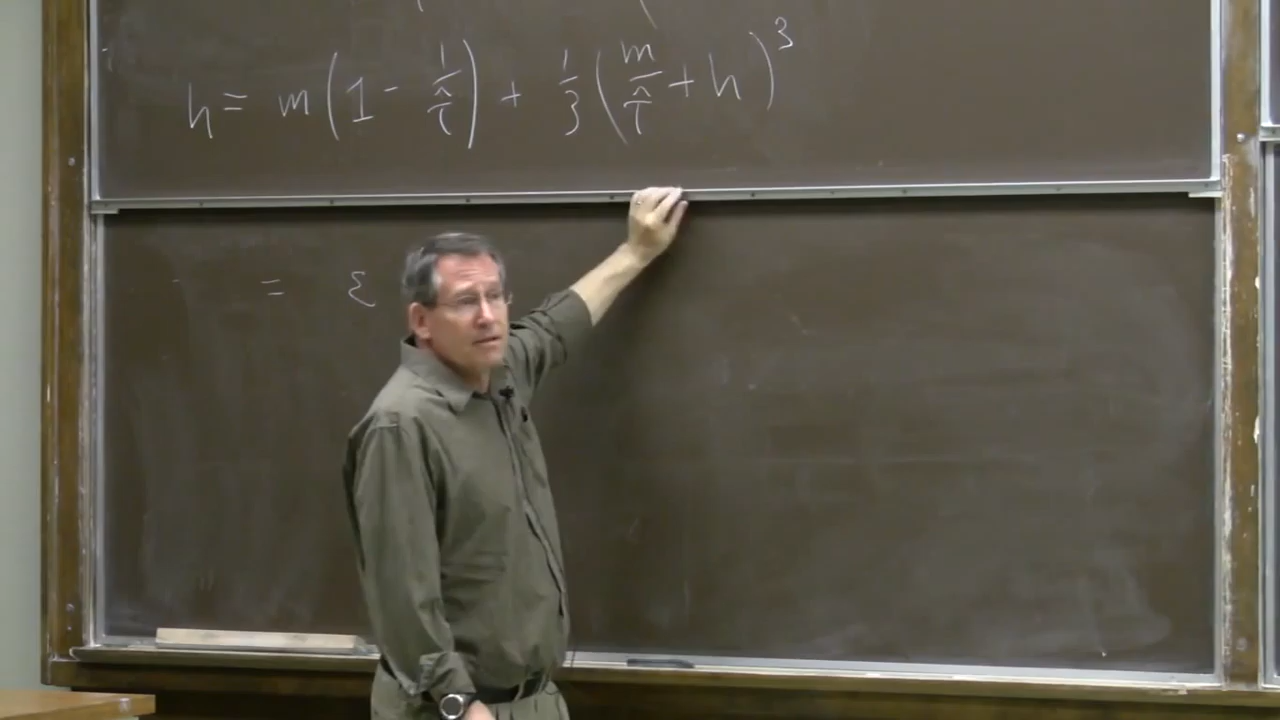 h = m(1 - 1/τ̂) + 1/3 (m/τ̂ + h)^3
= ε